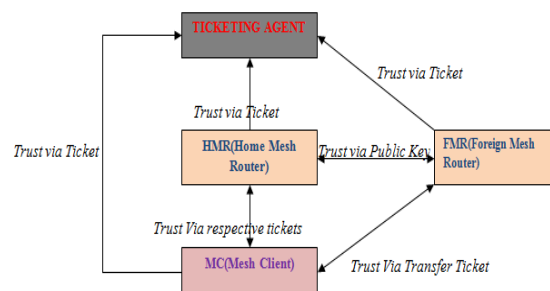 TICKETING AGENT
Trust via Ticket
Trust via Ticket
Trust via Ticket
HMR(Home Mesh
Router)
Trust via Public Key
FMR(Foreign Mesh
Router)
Trust Via respective tickets
MC(Mesh Client)
Trust Via Transfer Ticket